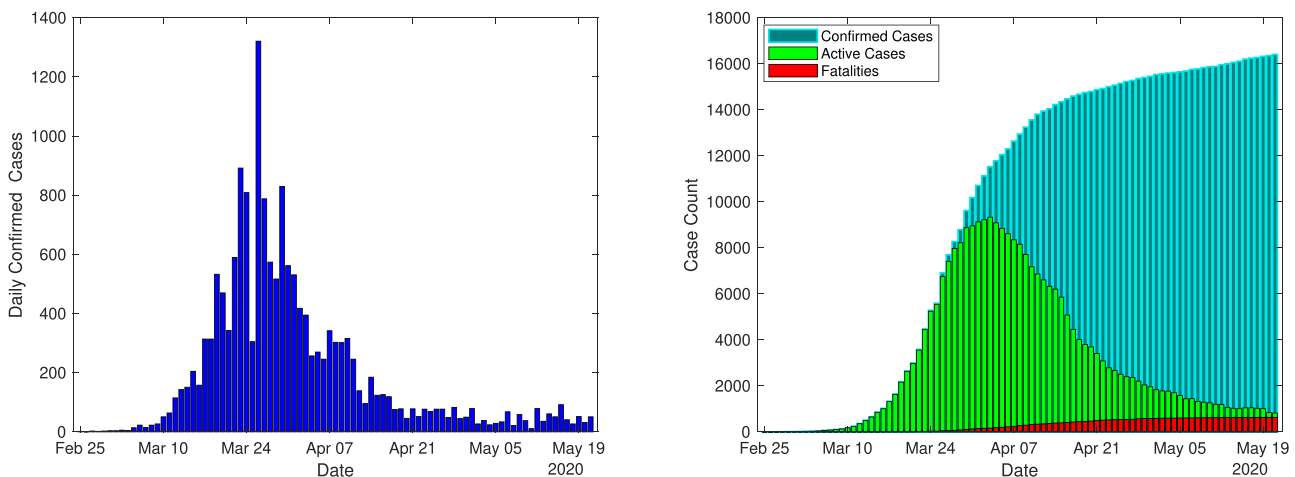 1400
1200
1000
800
600
400
200
0
Daily Confirmed Cases
Feb 25 Mar 10 Mar 24 Apr 07 Apr 21 May 05 May 19
Date
2020
18000
16000
14000
12000
10000
8000
6000
4000
2000
0
Case Count
Confirmed Cases
Active Cases
Fatalities
Feb 25 Mar 10 Mar 24 Apr 07 Apr 21 May 05 May 19
Date
2020